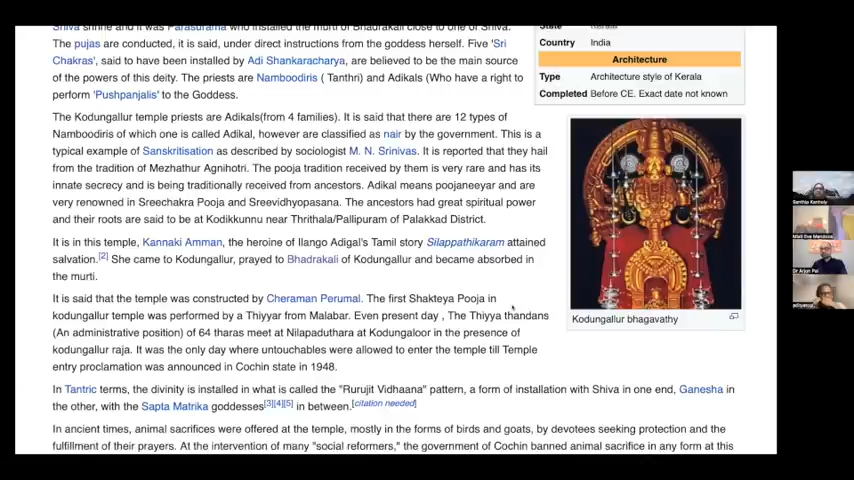 Shiva shrine and it was Parasurama who installed the murti of Bhadrakali close to one of Shiva.
The pujas are conducted, it is said, under direct instructions from the goddess herself. Five 'Sri
Chakras', said to have been installed by Adi Shankaracharya, are believed to be the main source
of the powers of this deity. The priests are Namboodiris ( Tanthri) and Adikals (Who have a right to
perform 'Pushpanjalis' to the Goddess.
The Kodungallur temple priests are Adikals(from 4 families). It is said that there are 12 types of
Namboodiris of which one is called Adikal, however are classified as nair by the government. This is a
typical example of Sanskritisation as described by sociologist M. N. Srinivas. It is reported that they hail
from the tradition of Mezhathur Agnihotri. The pooja tradition received by them is very rare and has its
innate secrecy and is being traditionally received from ancestors. Adikal means poojaneeyar and are
very renowned in Sreechakra Pooja and Sreevidhyopasana. The ancestors had great spiritual power
and their roots are said to be at Kodikkunnu near Thrithala/Pallipuram of Palakkad District.
It is in this temple, Kannaki Amman, the heroine of Ilango Adigal's Tamil story Silappathikaram attained
salvation.[2] She came to Kodungallur, prayed to Bhadrakali of Kodungallur and became absorbed in
the murti.
It is said that the temple was constructed by Cheraman Perumal. The first Shakteya Pooja in
kodungallur temple was performed by a Thiyyar from Malabar. Even present day , The Thiyya thandans
(An administrative position) of 64 tharas meet at Nilapaduthara at Kodungaloor in the presence of
kodungallur raja. It was the only day where untouchables were allowed to enter the temple till Temple
entry proclamation was announced in Cochin state in 1948.
In Tantric terms, the divinity is installed in what is called the "Rurujit Vidhaana" pattern, a form of installation with Shiva in one end, Ganesha in
the other, with the Sapta Matrika goddesses[3][4][5] in between.[citation needed]
In ancient times, animal sacrifices were offered at the temple, mostly in the forms of birds and goats, by devotees seeking protection and the
fulfillment of their prayers. At the intervention of many "social reformers," the government of Cochin banned animal sacrifice in any form at this
State Kerala
Country India
Architecture
Type Architecture style of Kerala
Completed Before CE. Exact date not known
Kodungallur bhagavathy
Dr Arjun Pai